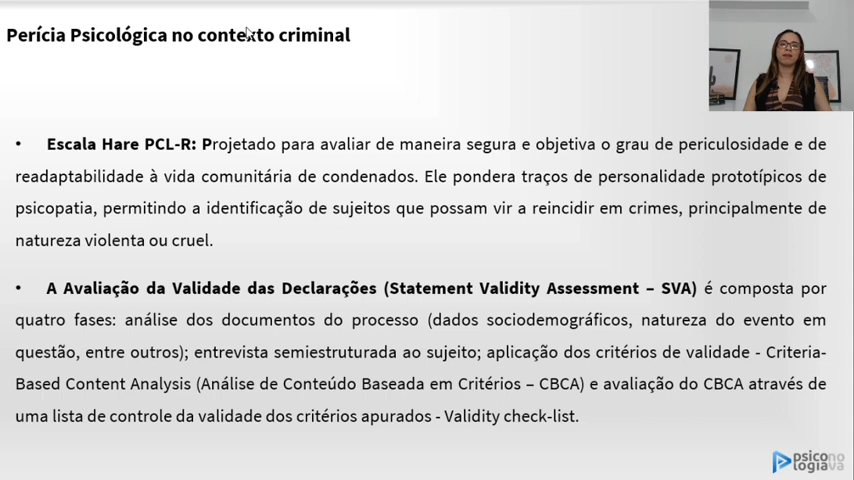 Perícia Psicológica no contexto criminal
• Escala Hare PCL-R: Projetado para avaliar de maneira segura e objetiva o grau de periculosidade e de
readaptabilidade à vida comunitária de condenados. Ele pondera traços de personalidade prototípicos de
psicopatia, permitindo a identificação de sujeitos que possam vir a reincidir em crimes, principalmente de
natureza violenta ou cruel.
• A Avaliação da Validade das Declarações (Statement Validity Assessment – SVA) é composta por
quatro fases: análise dos documentos do processo (dados sociodemográficos, natureza do evento em
questão, entre outros); entrevista semiestruturada ao sujeito; aplicação dos critérios de validade - Criteria-
Based Content Analysis (Análise de Conteúdo Baseada em Critérios – CBCA) e avaliação do CBCA através de
uma lista de controle da validade dos critérios apurados - Validity check-list.
psicono
logiava